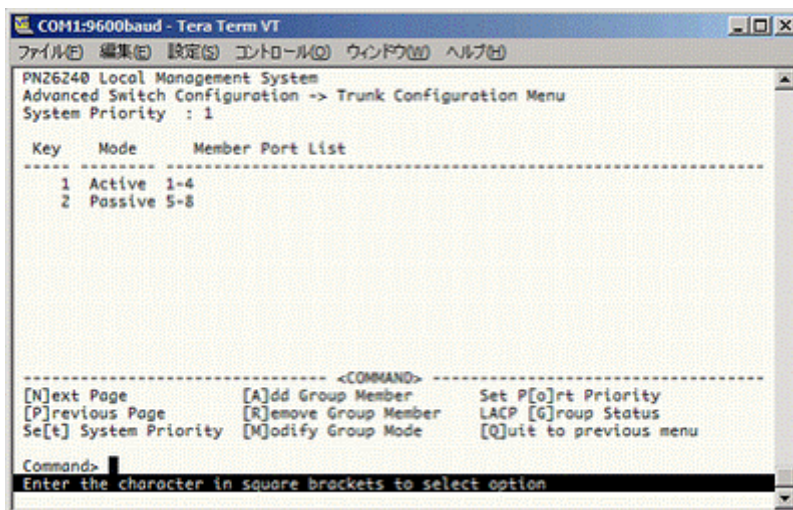 COM1:9600baud - Tera Term VT
ファイル(E) 編集(E) 設定(S) コントロール(O) ウィンドウ(W) ヘルプ(H)
PN26240 Local Management System
Advanced Switch Configuration -> Trunk Configuration Menu
System Priority : 1
Key Mode Member Port List
----- -------- ----------------------------------------------------------------
1 Active 1-4
2 Passive 5-8
-------------------------------- <COMMAND> -----------------------------------
[N]ext Page [A]dd Group Member Set P[o]rt Priority
[P]revious Page [R]emove Group Member LACP [G]roup Status
Se[t] System Priority [M]odify Group Mode [Q]uit to previous menu
Command>
Enter the character in square brackets to select option